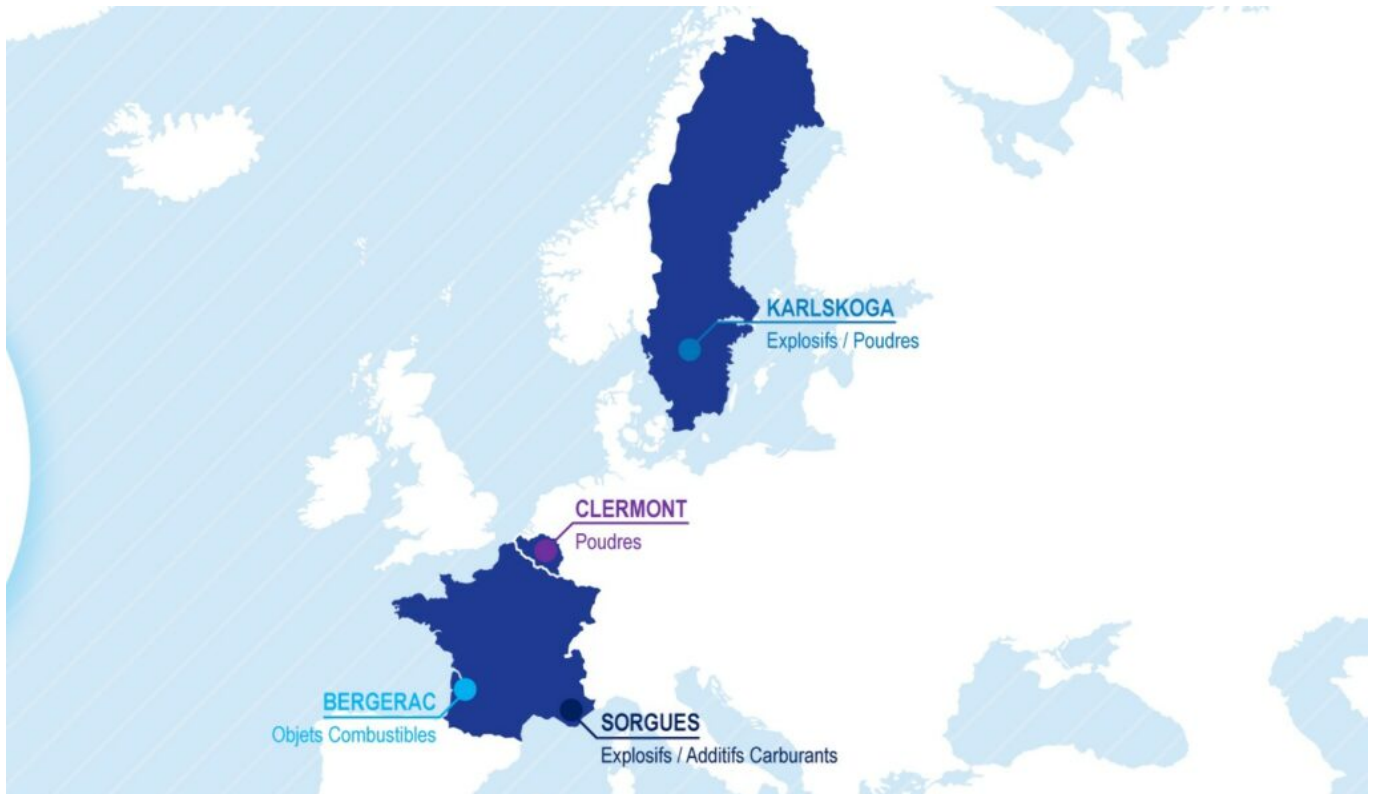 KARLSKOGA
Explosifs / Poudres
CLERMONT
Poudres
BERGERAC
Objets Combustibles
SORGUES
Explosifs / Additifs Carburants